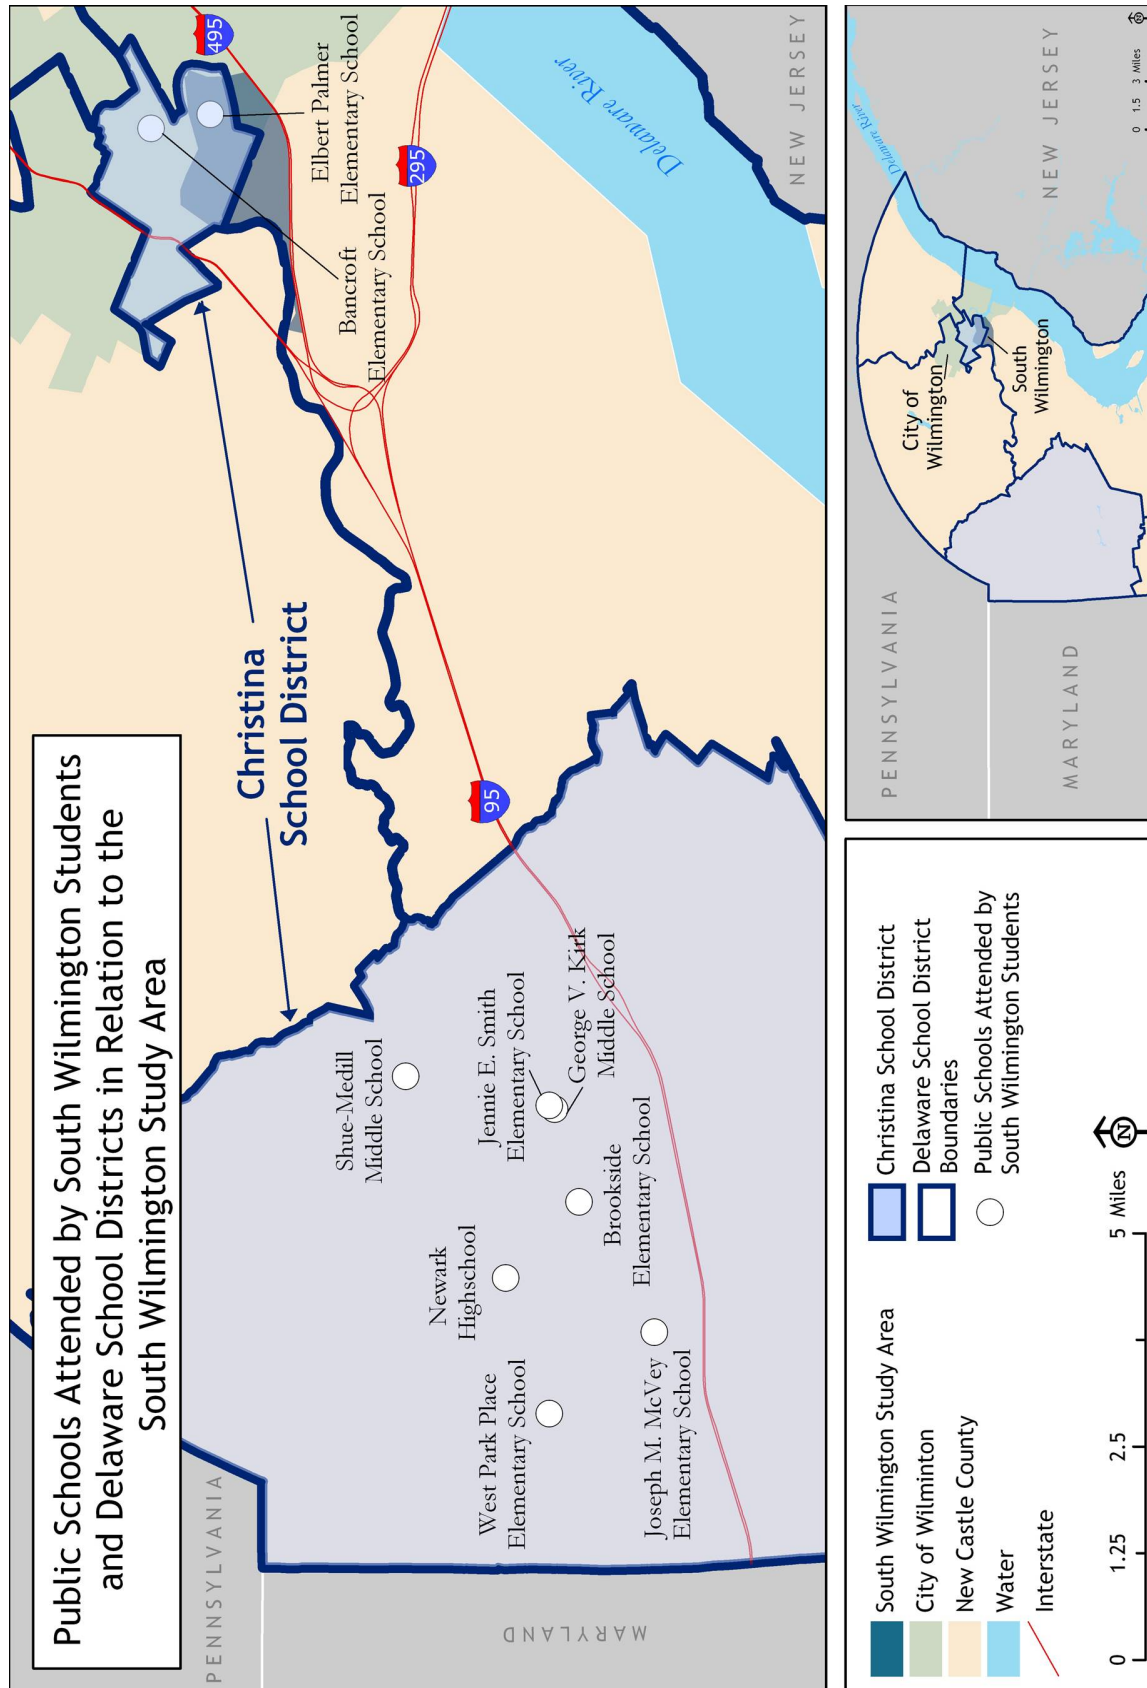 Public Schools Attended by South Wilmington Students
and Delaware School Districts in Relation to the
South Wilmington Study Area
PENNSYLVANIA
MARYLAND
Christina
School District
495
Elbert Palmer
Elementary School
Bancroft
Elementary School
295
Delaware River
NEW JERSEY
95
Shue-Medill
Middle School
Jennie E. Smith
Elementary School
George V. Kirk
Middle School
Newark
Highschool
Brookside
Elementary School
West Park Place
Elementary School
Joseph M. McVey
Elementary School
South Wilmington Study Area
City of Wilminton
New Castle County
Water
Interstate
Christina School District
Delaware School District
Boundaries
Public Schools Attended by
South Wilmington Students
0 1.25 2.5 5 Miles
N
PENNSYLVANIA
MARYLAND
City of
Wilmington
South
Wilmington
Delaware River
NEW JERSEY
0 1.5 3 Miles
N